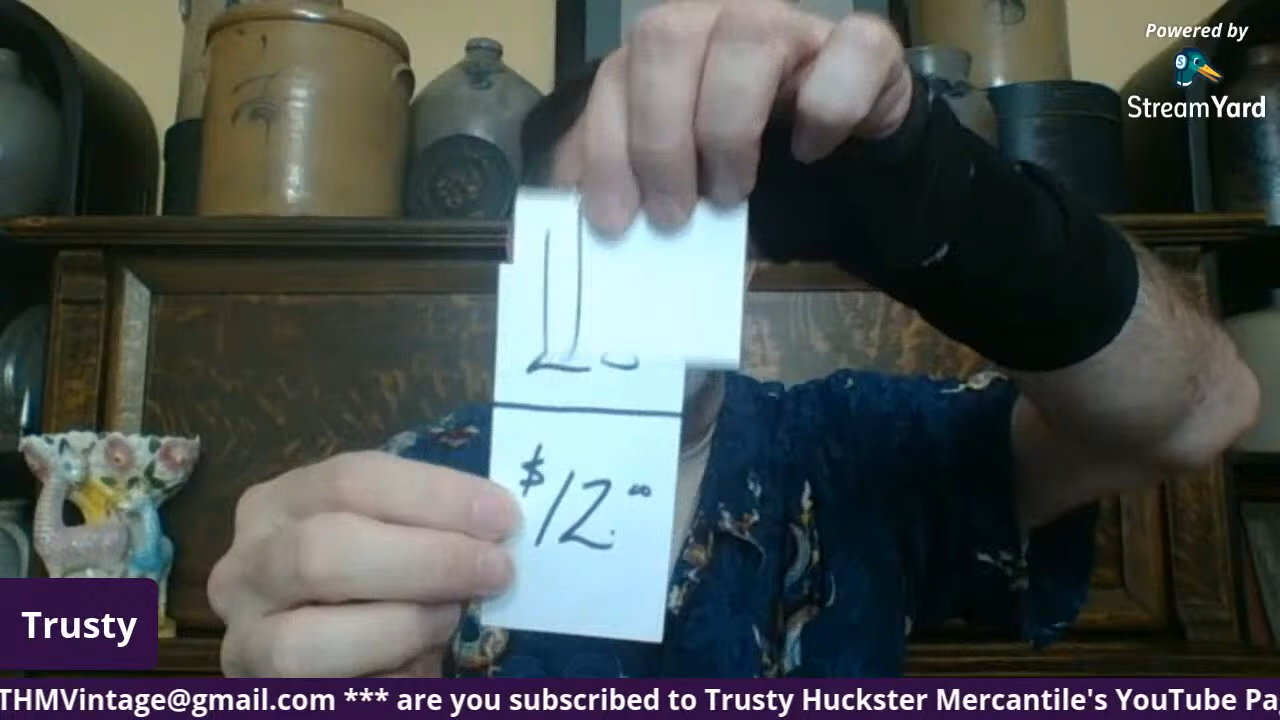 Powered by
StreamYard
$12.00
Trusty
THMVintage@gmail.com *** are you subscribed to Trusty Huckster Mercantile's YouTube Pa